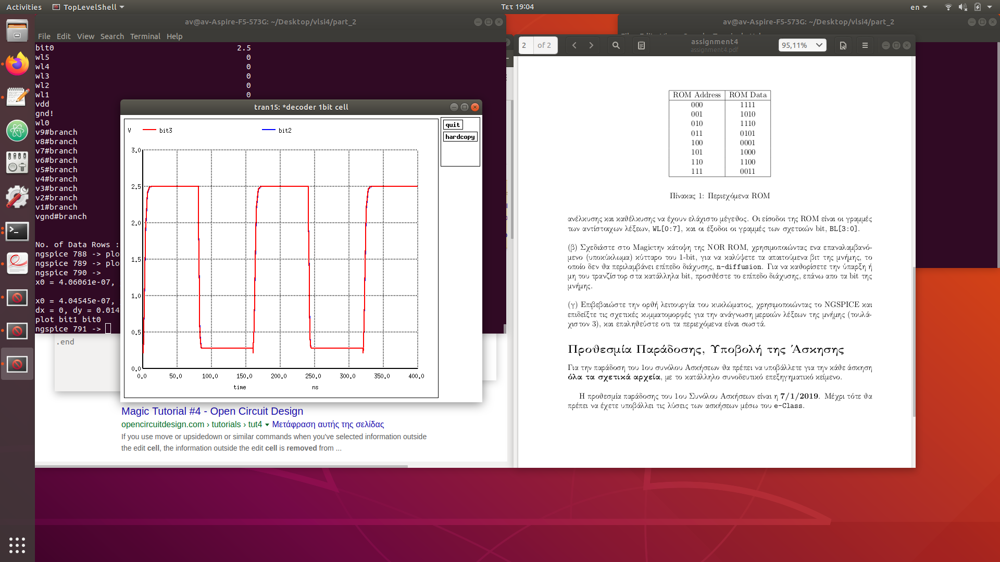 Activities
TopLevelShell
Τετ 19:04
en
av@av-Aspire-F5-573G: ~/Desktop/vlsi4/part_2
File Edit View Search Terminal Help
bit0 2.5
wl5 0
wl4 0
wl3 0
wl2 0
wl1 0
vdd
gnd!
wl0
v9#branch
v8#branch
v7#branch
v6#branch
v5#branch
v4#branch
v3#branch
v2#branch
v1#branch
vgnd#branch
No. of Data Rows :
ngspice 788 -> plo
ngspice 789 -> plo
ngspice 790 ->
x0 = 4.06061e-07,
x0 = 4.04545e-07,
dx = 0, dy = 0.014
plot bit1 bit0
ngspice 791 ->
.end
tran15: *decoder 1bit cell
V bit3 bit2
quit
hardcopy
3.0
2.5
2.0
1.5
1.0
0.5
0.0
0.0 50.0 100.0 150.0 200.0 250.0 300.0 350.0 400.0
time ns
Magic Tutorial #4 - Open Circuit Design
opencircuitdesign.com › tutorials › tut4 Μετάφραση αυτής της σελίδας
If you use move or upsidedown or similar commands when you've selected information outside
the edit cell, the information outside the edit cell is removed from ...
av@av-Aspire-F5-573G: ~/Desktop/vlsi4/part_2
2 of 2
assignment4
assignment4.pdf
95,11%
ROM Address ROM Data
000 1111
001 1010
010 1110
011 0101
100 0001
101 1000
110 1100
111 0011
Πίνακας 1: Περιεχόμενα ROM
ανέλκυσης και καθέλκυσης να έχουν ελάχιστο μέγεθος. Οι είσοδοι της ROM είναι οι γραμμές
των αντίστοιχων λέξεων, WL[0:7], και οι έξοδοι οι γραμμές των σχετικών bit, BL[3:0].
(β) Σχεδιάστε στο Magicτην κάτοψη της NOR ROM, χρησιμοποιώντας ενα επαναλαμβανό-
μενο (υποκύκλωμα) κύτταρο του 1-bit, για να καλύψετε τα απαιτούμενα βιτ της μνήμης, το
οποίο δεν θα περιλαμβάνει επίπεδο διάχυσης, n-diffusion. Για να καθορίσετε την ύπαρξη ή
μη του τρανζίστορ στα κατάλληλα bit, προσθέστε το επίπεδο διάχυσης, επάνω απο τα bit της
μνήμης.
(γ) Επιβεβαιώστε την ορθή λειτουργία του κυκλώματος, χρησιμοποιώντας το NGSPICE και
επιδείξτε τις σχετικές κυμματομορφές για την ανάγνωση μερικών λέξεων της μνήμης (τουλά-
χιστον 3), και επαληθεύστε οτι τα περιεχόμενα είναι σωστά.
Προθεσμία Παράδοσης, Υποβολή της Άσκησης
Για την παράδοση του 1ου συνόλου Ασκήσεων θα πρέπει να υποβάλλετε για την κάθε άσκηση
όλα τα σχετικά αρχεία, με το κατάλληλο συνοδευτικό επεξηγηματικό κείμενο.
Η προθεσμία παράδοσης του 1ου Συνόλου Ασκήσεων είναι η 7/1/2019. Μέχρι τότε θα
πρέπει να έχετε υποβάλλει τις λύσεις των ασκήσεων μέσω του e-Class.